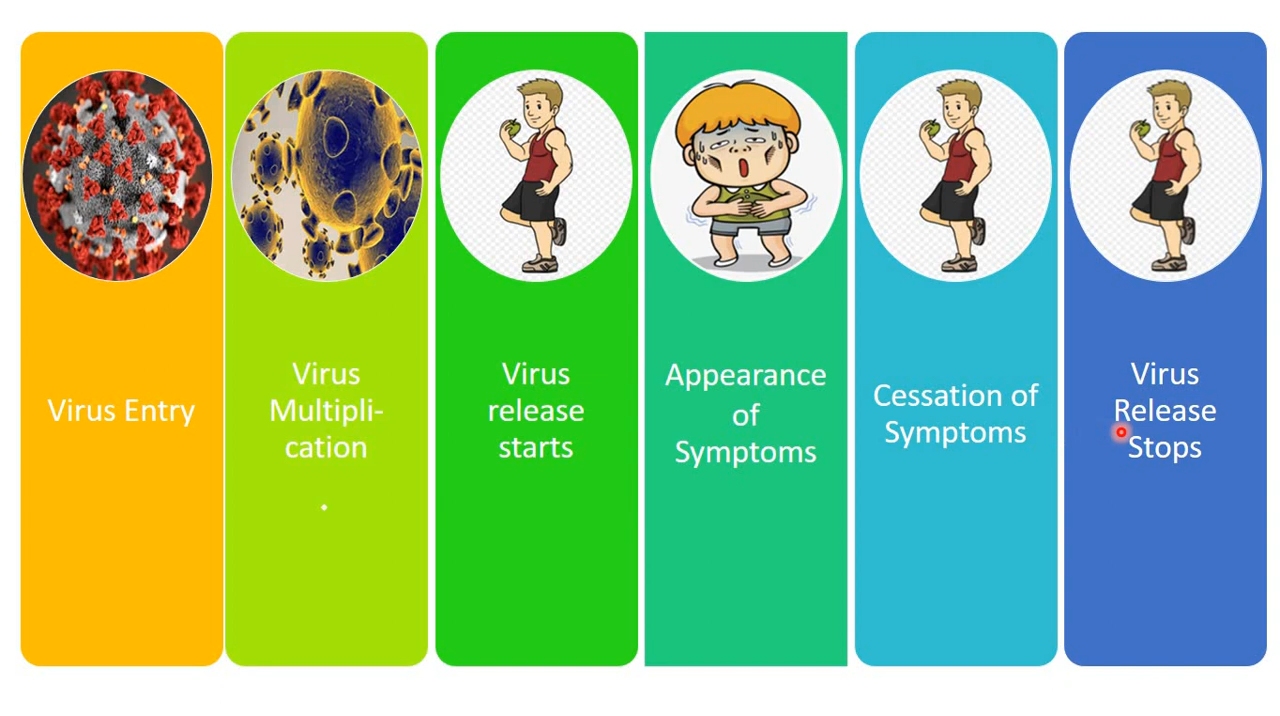 Virus Entry
Virus
Multipli-
cation
.
Virus
release
starts
Appearance
of
Symptoms
Cessation of
Symptoms
Virus
Release
Stops